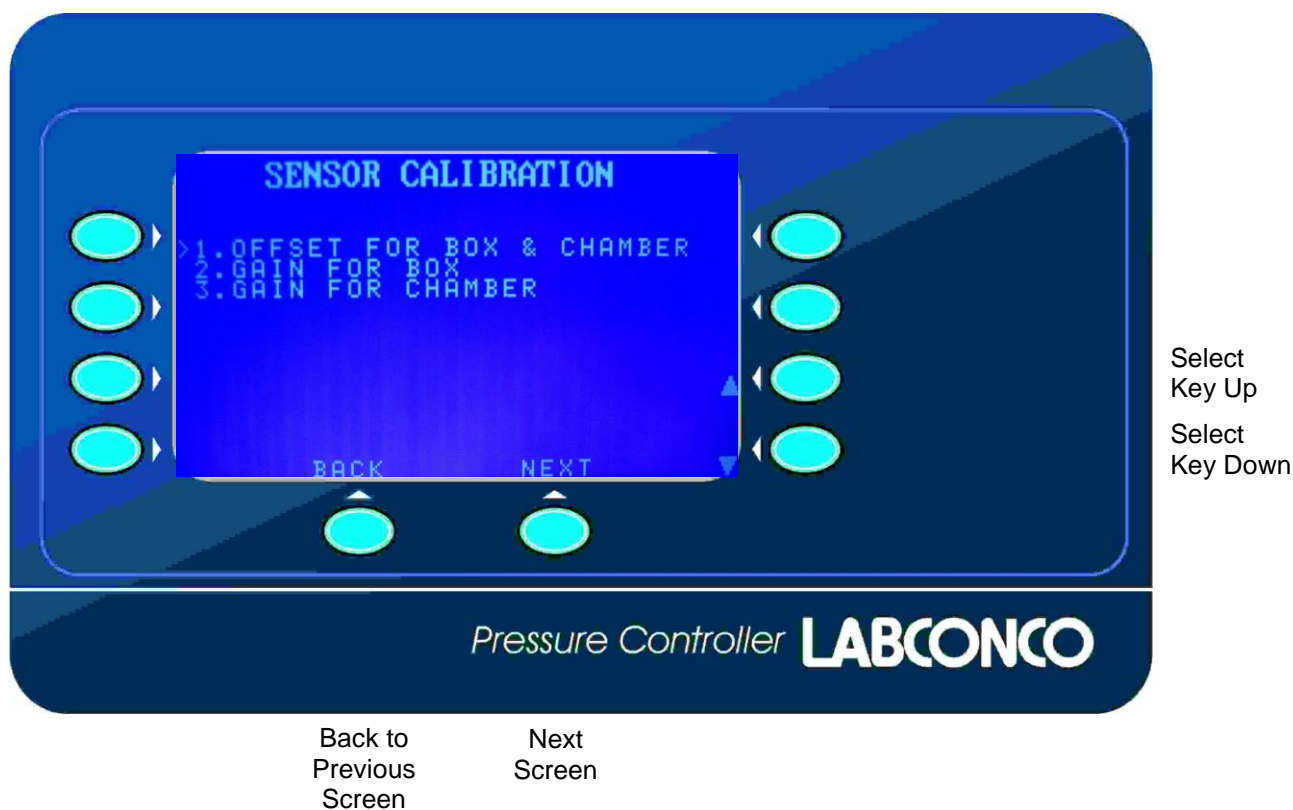 SENSOR CALIBRATION
>1.OFFSET FOR BOX & CHAMBER
2.GAIN FOR BOX
3.GAIN FOR CHAMBER
BACK NEXT
Select
Key Up
Select
Key Down
Pressure Controller LABCONCO
Back to
Previous
Screen
Next
Screen